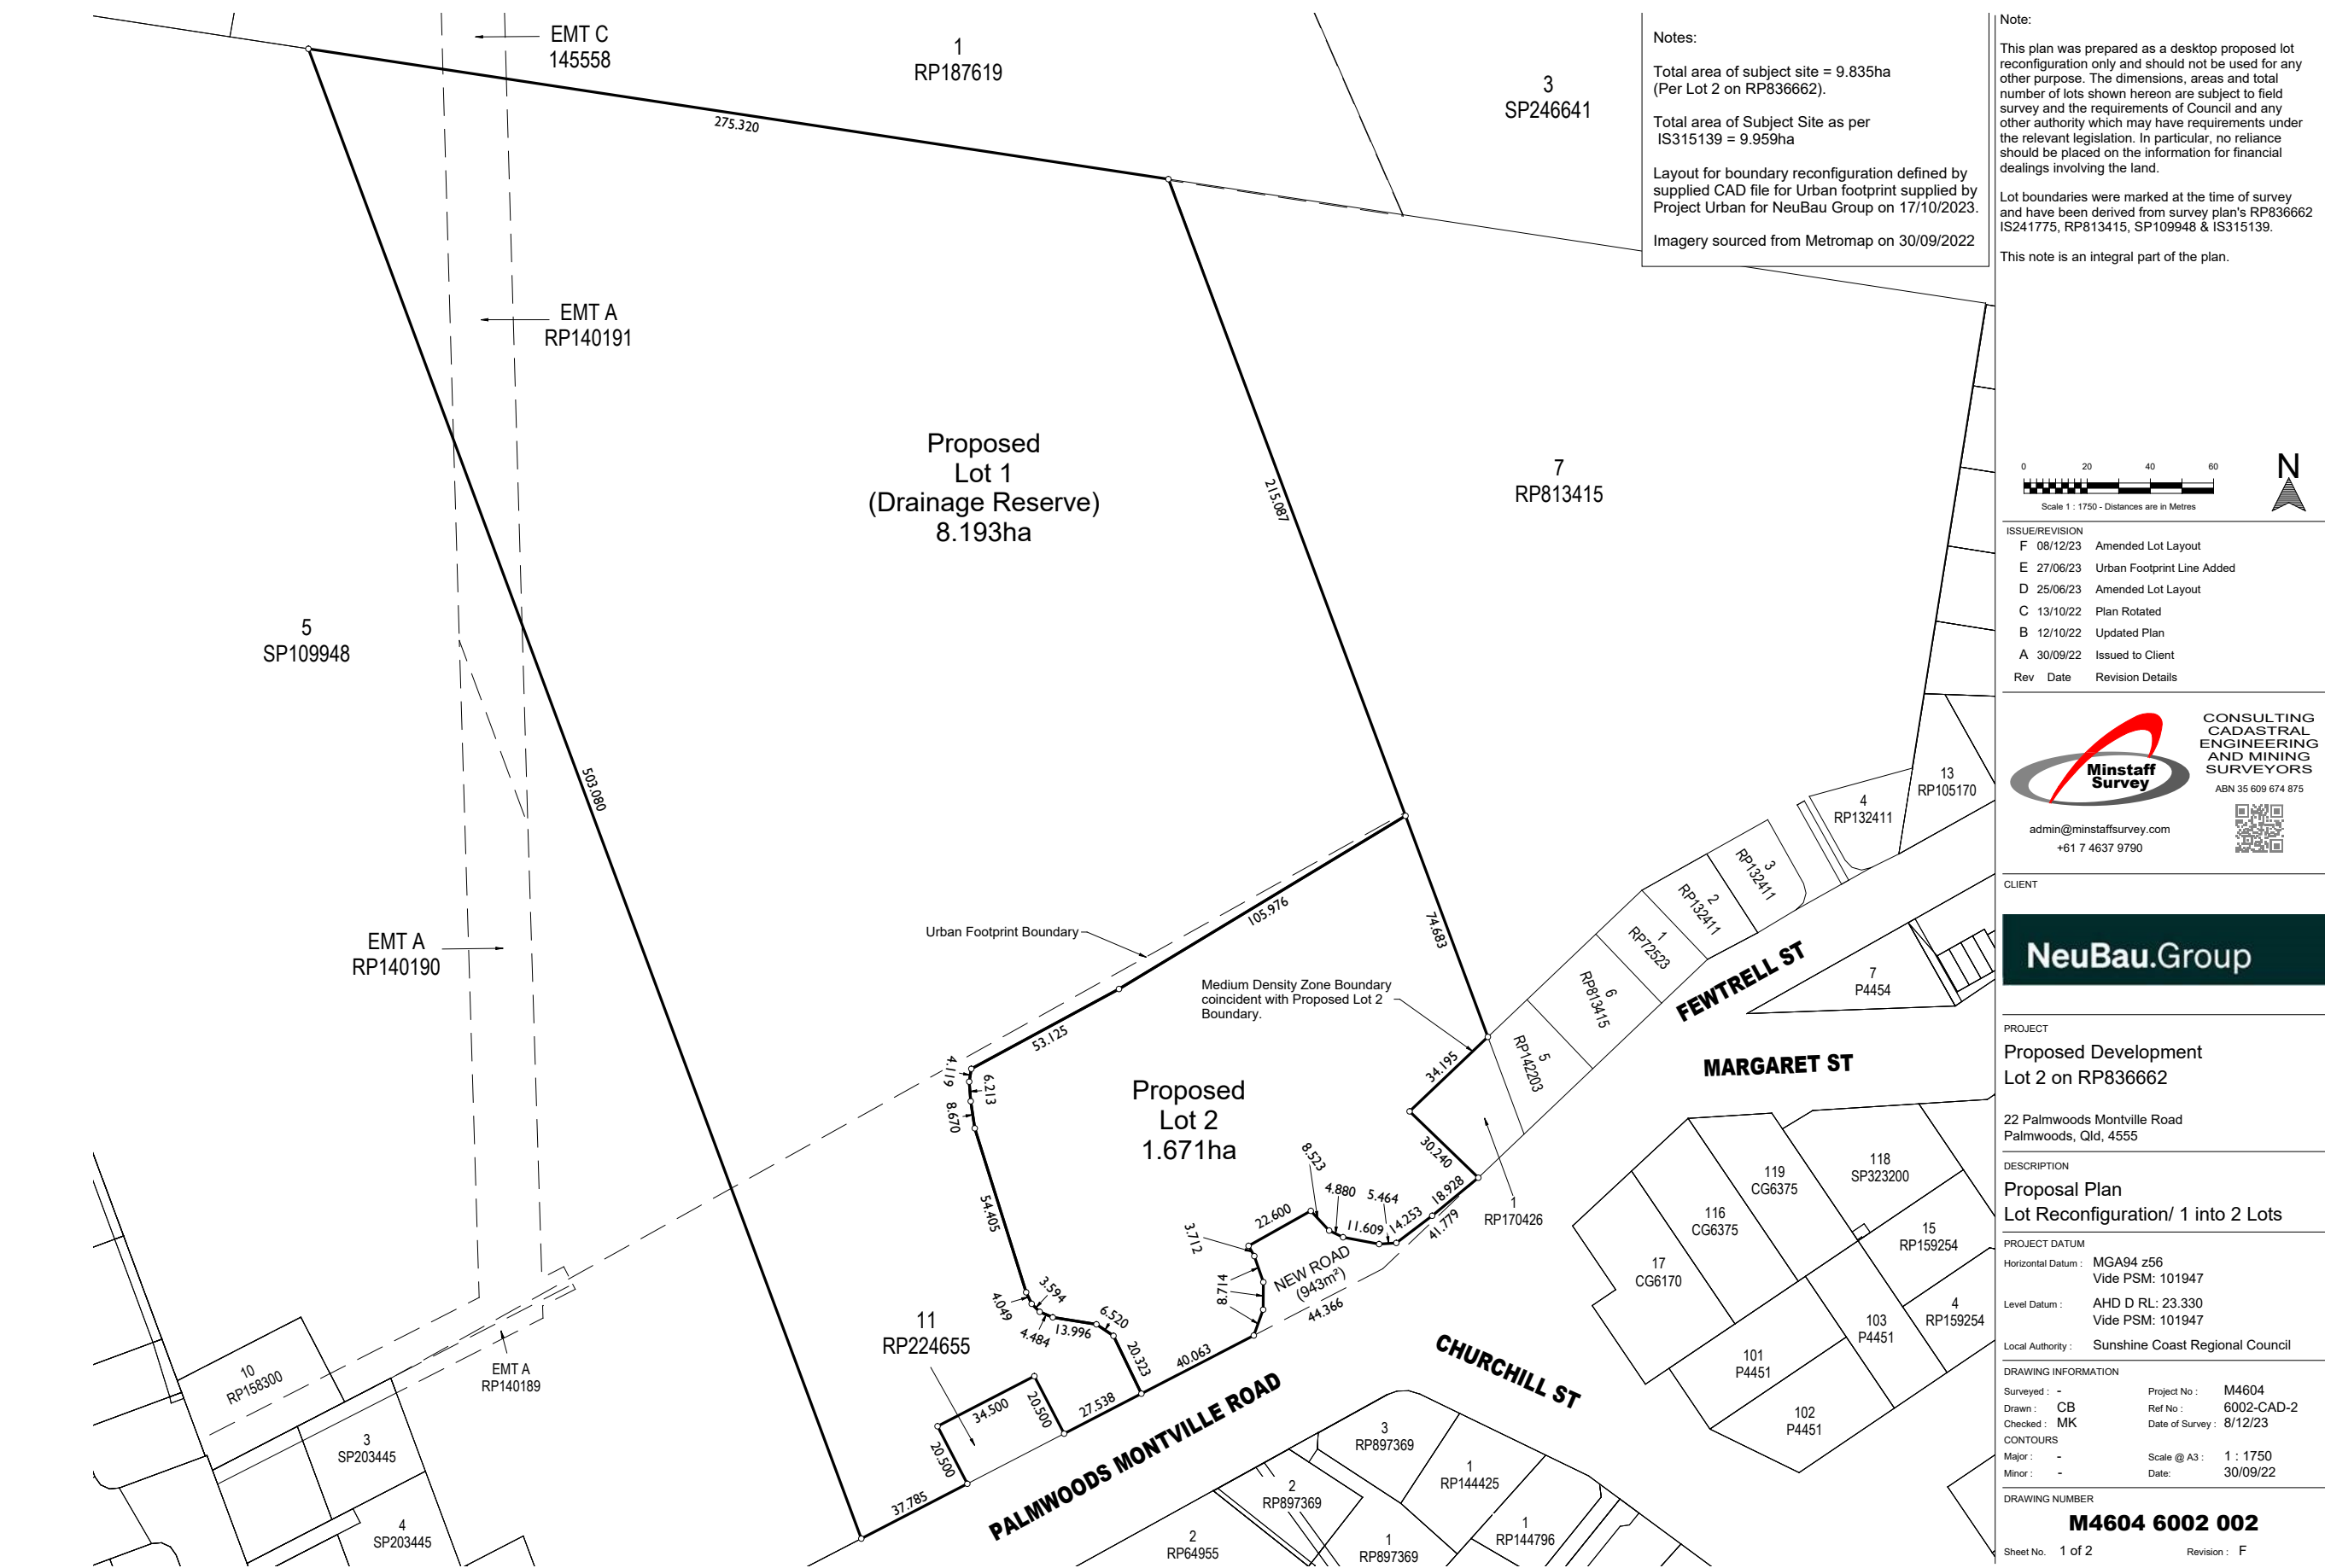 EMT C
145558
1
RP187619
3
SP246641
275.320
EMT A
RP140191
Proposed
Lot 1
(Drainage Reserve)
8.193ha
215.087
7
RP813415
5
SP109948
503.080
EMT A
RP140190
Urban Footprint Boundary
105.976
53.125
74.683
Medium Density Zone Boundary
coincident with Proposed Lot 2
Boundary.
34.195
30.240
4.119
6.213
8.670
54.405
Proposed
Lot 2
1.671ha
8.523
4.880
5.464
18.928
22.600
11.609
14.253
41.779
3.712
8.714
NEW ROAD
(943m²)
44.366
4.049
3.594
4.484
13.996
6.520
20.323
40.063
11
RP224655
34.500
20.500
20.500
27.538
37.785
10
RP158300
EMT A
RP140189
3
SP203445
4
SP203445
PALMWOODS MONTVILLE ROAD
CHURCHILL ST
MARGARET ST
FEWTRELL ST
1
RP170426
5
RP142203
6
RP813415
1
RP72523
2
RP132411
3
RP132411
4
RP132411
13
RP105170
7
P4454
119
CG6375
118
SP323200
116
CG6375
15
RP159254
17
CG6170
103
P4451
4
RP159254
101
P4451
102
P4451
3
RP897369
1
RP144425
2
RP897369
1
RP144796
2
RP64955
1
RP897369
Notes:
Total area of subject site = 9.835ha
(Per Lot 2 on RP836662).
Total area of Subject Site as per
IS315139 = 9.959ha
Layout for boundary reconfiguration defined by
supplied CAD file for Urban footprint supplied by
Project Urban for NeuBau Group on 17/10/2023.
Imagery sourced from Metromap on 30/09/2022
Note:
This plan was prepared as a desktop proposed lot
reconfiguration only and should not be used for any
other purpose. The dimensions, areas and total
number of lots shown hereon are subject to field
survey and the requirements of Council and any
other authority which may have requirements under
the relevant legislation. In particular, no reliance
should be placed on the information for financial
dealings involving the land.
Lot boundaries were marked at the time of survey
and have been derived from survey plan's RP836662
IS241775, RP813415, SP109948 & IS315139.
This note is an integral part of the plan.
0 20 40 60
Scale 1 : 1750 - Distances are in Metres
N
ISSUE/REVISION
F 08/12/23 Amended Lot Layout
E 27/06/23 Urban Footprint Line Added
D 25/06/23 Amended Lot Layout
C 13/10/22 Plan Rotated
B 12/10/22 Updated Plan
A 30/09/22 Issued to Client
Rev Date Revision Details
Minstaff
Survey
CONSULTING
CADASTRAL
ENGINEERING
AND MINING
SURVEYORS
ABN 35 609 674 875
admin@minstaffsurvey.com
+61 7 4637 9790
CLIENT
NeuBau.Group
PROJECT
Proposed Development
Lot 2 on RP836662
22 Palmwoods Montville Road
Palmwoods, Qld, 4555
DESCRIPTION
Proposal Plan
Lot Reconfiguration/ 1 into 2 Lots
PROJECT DATUM
Horizontal Datum : MGA94 z56
Vide PSM: 101947
Level Datum : AHD D RL: 23.330
Vide PSM: 101947
Local Authority : Sunshine Coast Regional Council
DRAWING INFORMATION
Surveyed : - Project No : M4604
Drawn : CB Ref No : 6002-CAD-2
Checked : MK Date of Survey : 8/12/23
CONTOURS
Major : - Scale @ A3 : 1 : 1750
Minor : - Date: 30/09/22
DRAWING NUMBER
M4604 6002 002
Sheet No. 1 of 2 Revision : F